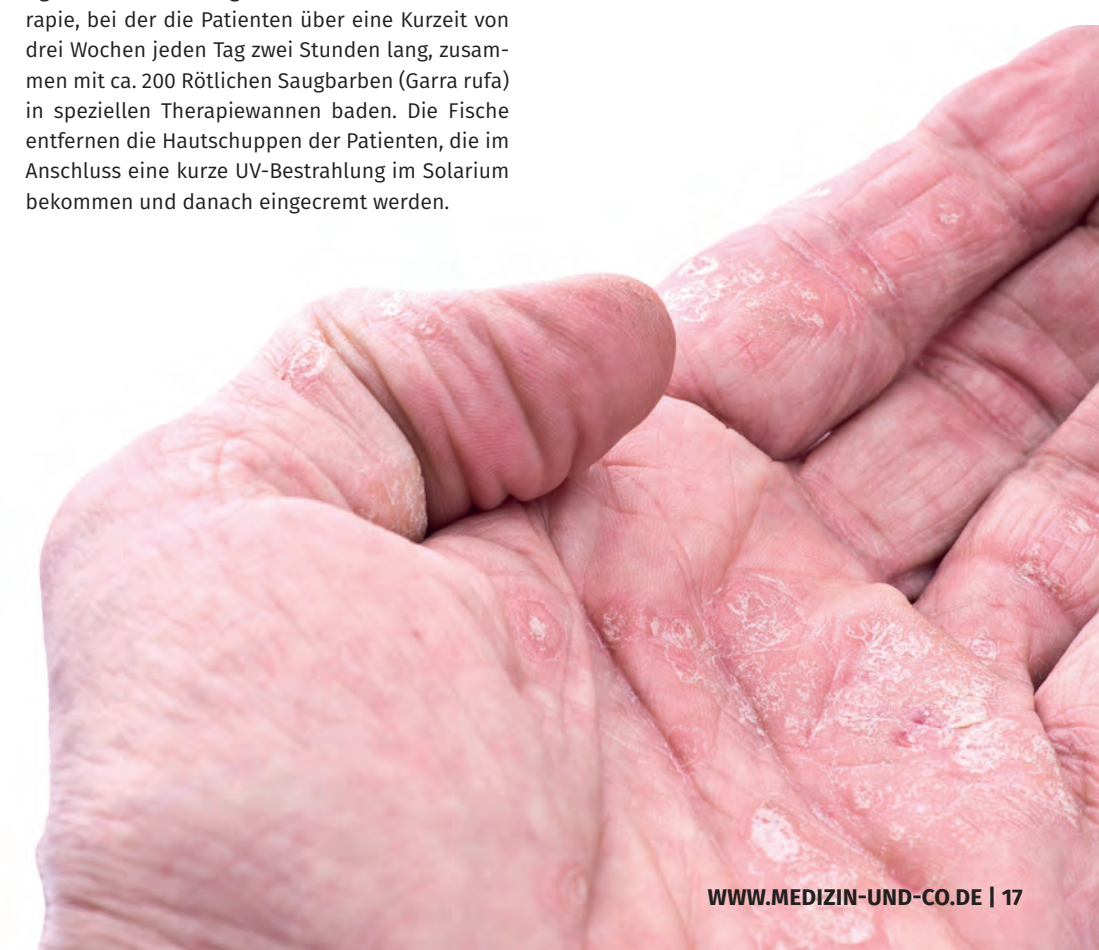 rapie, bei der die Patienten über eine Kurzeit von
drei Wochen jeden Tag zwei Stunden lang, zusam-
men mit ca. 200 Rötlichen Saugbarben (Garra rufa)
in speziellen Therapiewannen baden. Die Fische
entfernen die Hautschuppen der Patienten, die im
Anschluss eine kurze UV-Bestrahlung im Solarium
bekommen und danach eingecremt werden.
WWW.MEDIZIN-UND-CO.DE | 17